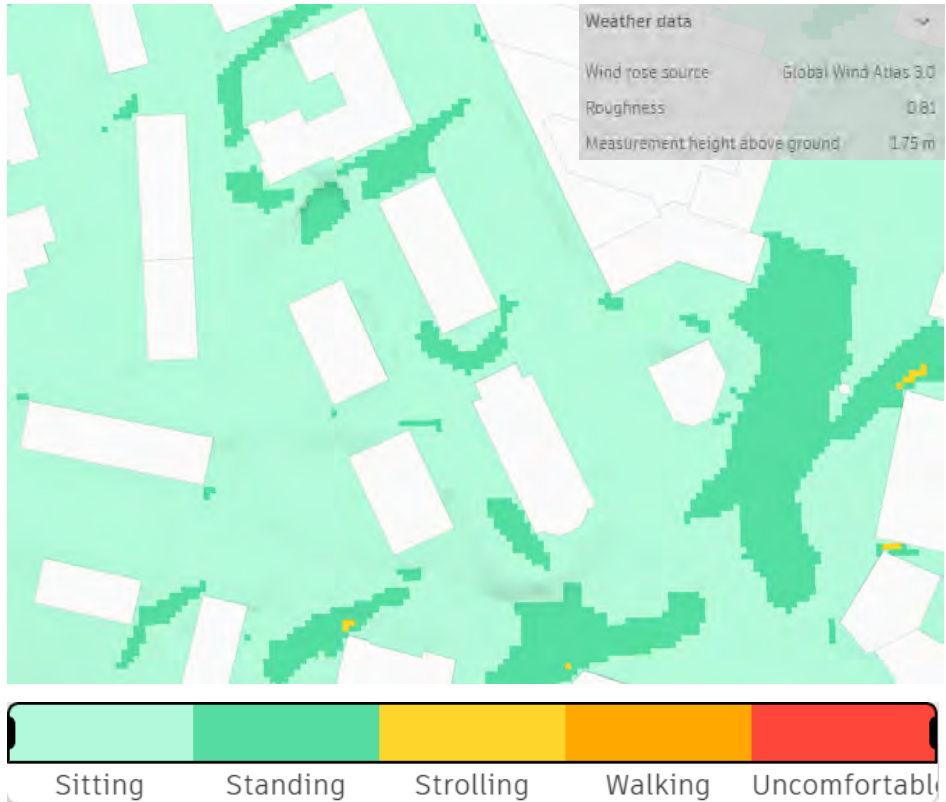 Weather data
Wind rose source Global Wind Atlas 3.0
Roughness 0.81
Measurement height above ground 1.75 m
Sitting Standing Strolling Walking Uncomfortabl